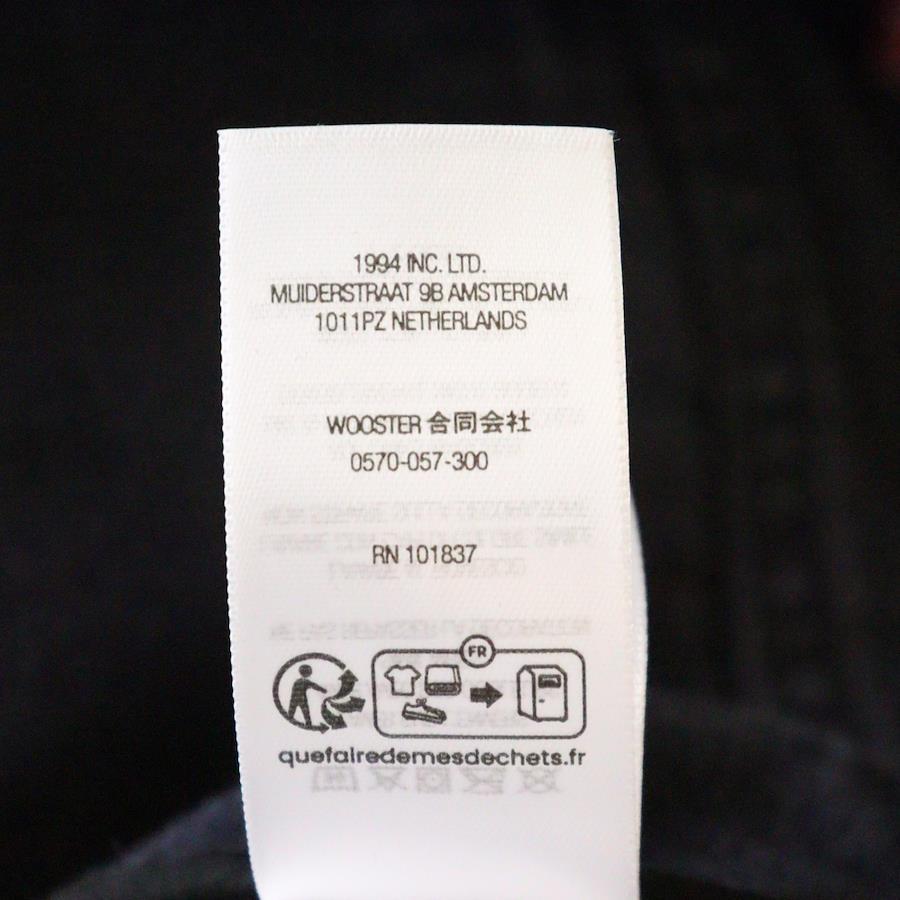 1994 INC. LTD.
MUIDERSTRAAT 9B AMSTERDAM
1011PZ NETHERLANDS
WOOSTER 合同会社
0570-057-300
RN 101837
FR
quefairedemesdechets.fr